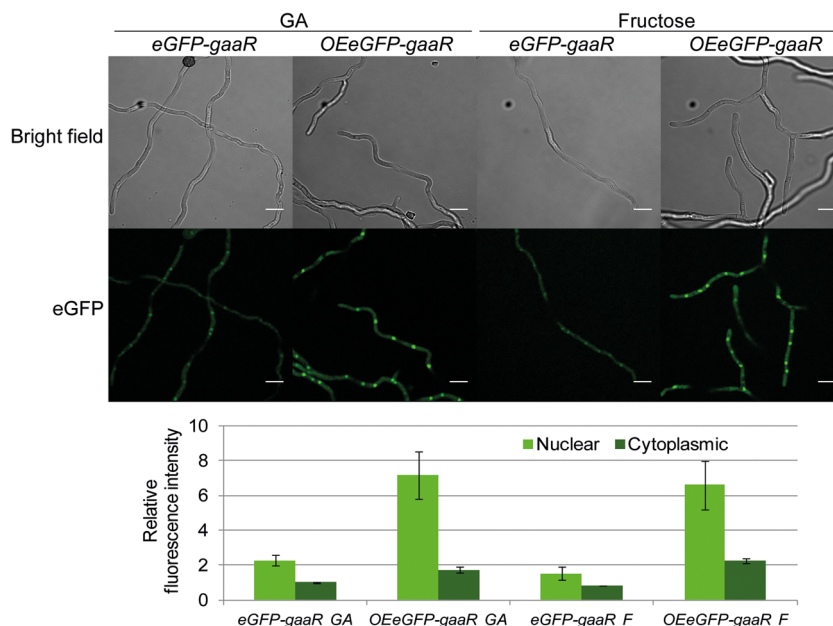 GA Fructose
eGFP-gaaR OEeGFP-gaaR eGFP-gaaR OEeGFP-gaaR
Bright field
eGFP
Relative
fluorescence intensity
10
8
6
4
2
0
Nuclear Cytoplasmic
eGFP-gaaR GA OEeGFP-gaaR GA eGFP-gaaR F OEeGFP-gaaR F